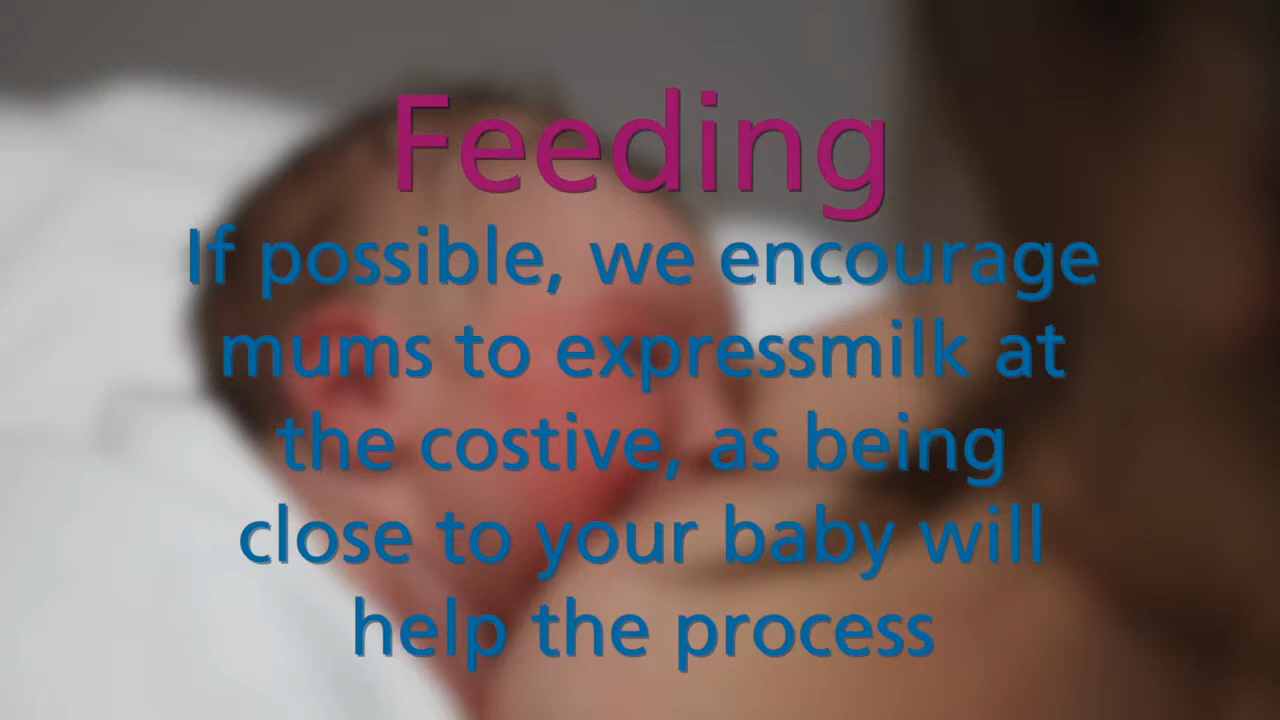 Feeding
If possible, we encourage
mums to expressmilk at
the costive, as being
close to your baby will
help the process